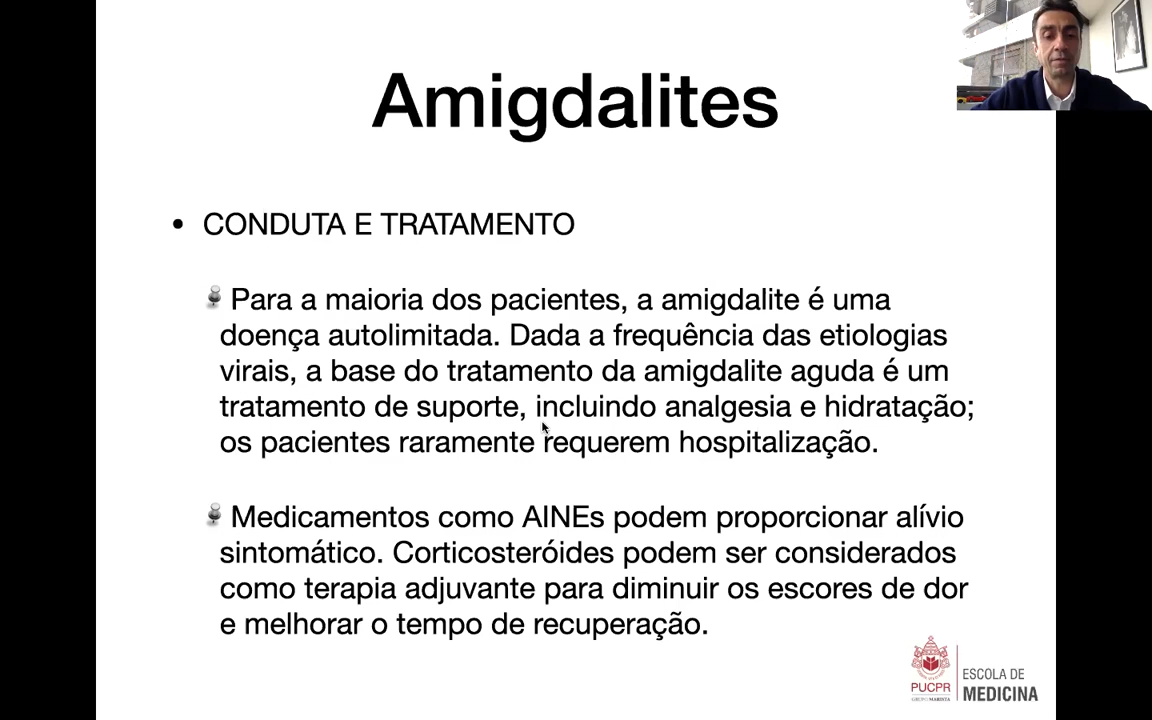 Amigdalites
• CONDUTA E TRATAMENTO
Para a maioria dos pacientes, a amigdalite é uma
doença autolimitada. Dada a frequência das etiologias
virais, a base do tratamento da amigdalite aguda é um
tratamento de suporte, incluindo analgesia e hidratação;
os pacientes raramente requerem hospitalização.
Medicamentos como AINEs podem proporcionar alívio
sintomático. Corticosteróides podem ser considerados
como terapia adjuvante para diminuir os escores de dor
e melhorar o tempo de recuperação.
PUCPR
GRUPO MARISTA
ESCOLA DE
MEDICINA